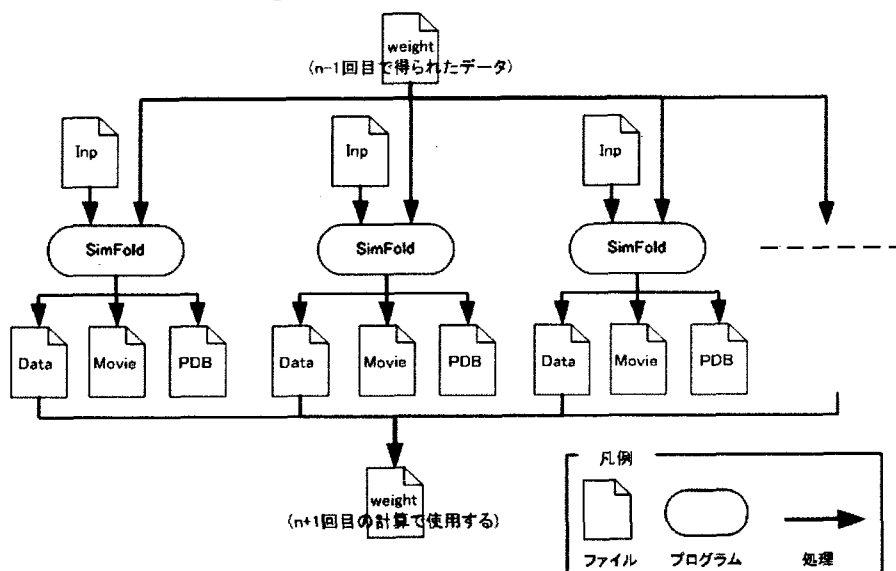 weight
(n-1回目で得られたデータ)
Inp
Inp
Inp
SimFold
SimFold
SimFold
Data
Movie
PDB
Data
Movie
PDB
Data
Movie
PDB
weight
(n+1回目の計算で使用する)
凡例
ファイル
プログラム
処理